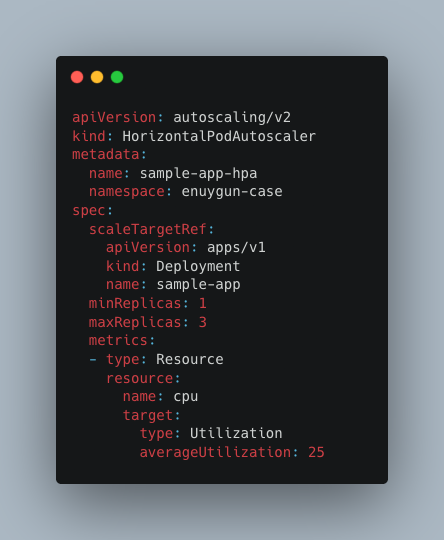 apiVersion: autoscaling/v2
kind: HorizontalPodAutoscaler
metadata:
  name: sample-app-hpa
  namespace: enuygun-case
spec:
  scaleTargetRef:
    apiVersion: apps/v1
    kind: Deployment
    name: sample-app
  minReplicas: 1
  maxReplicas: 3
  metrics:
  - type: Resource
    resource:
      name: cpu
      target:
        type: Utilization
        averageUtilization: 25